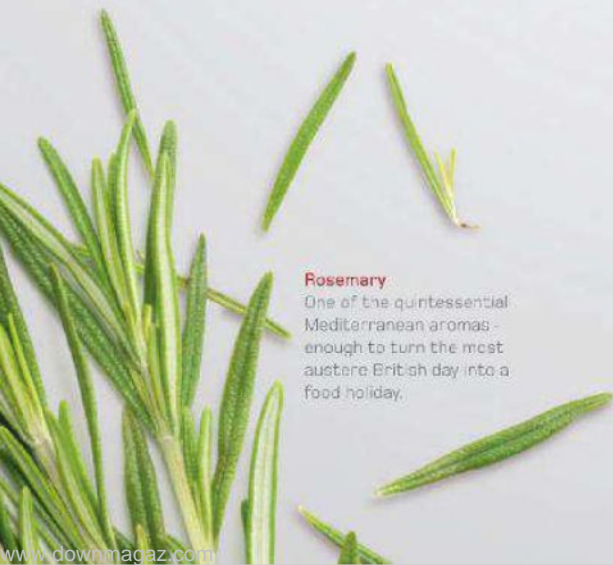 Rosemary
One of the quintessential
Mediterranean aromas -
enough to turn the most
austere British day into a
food holiday.
www.downmagaz.com